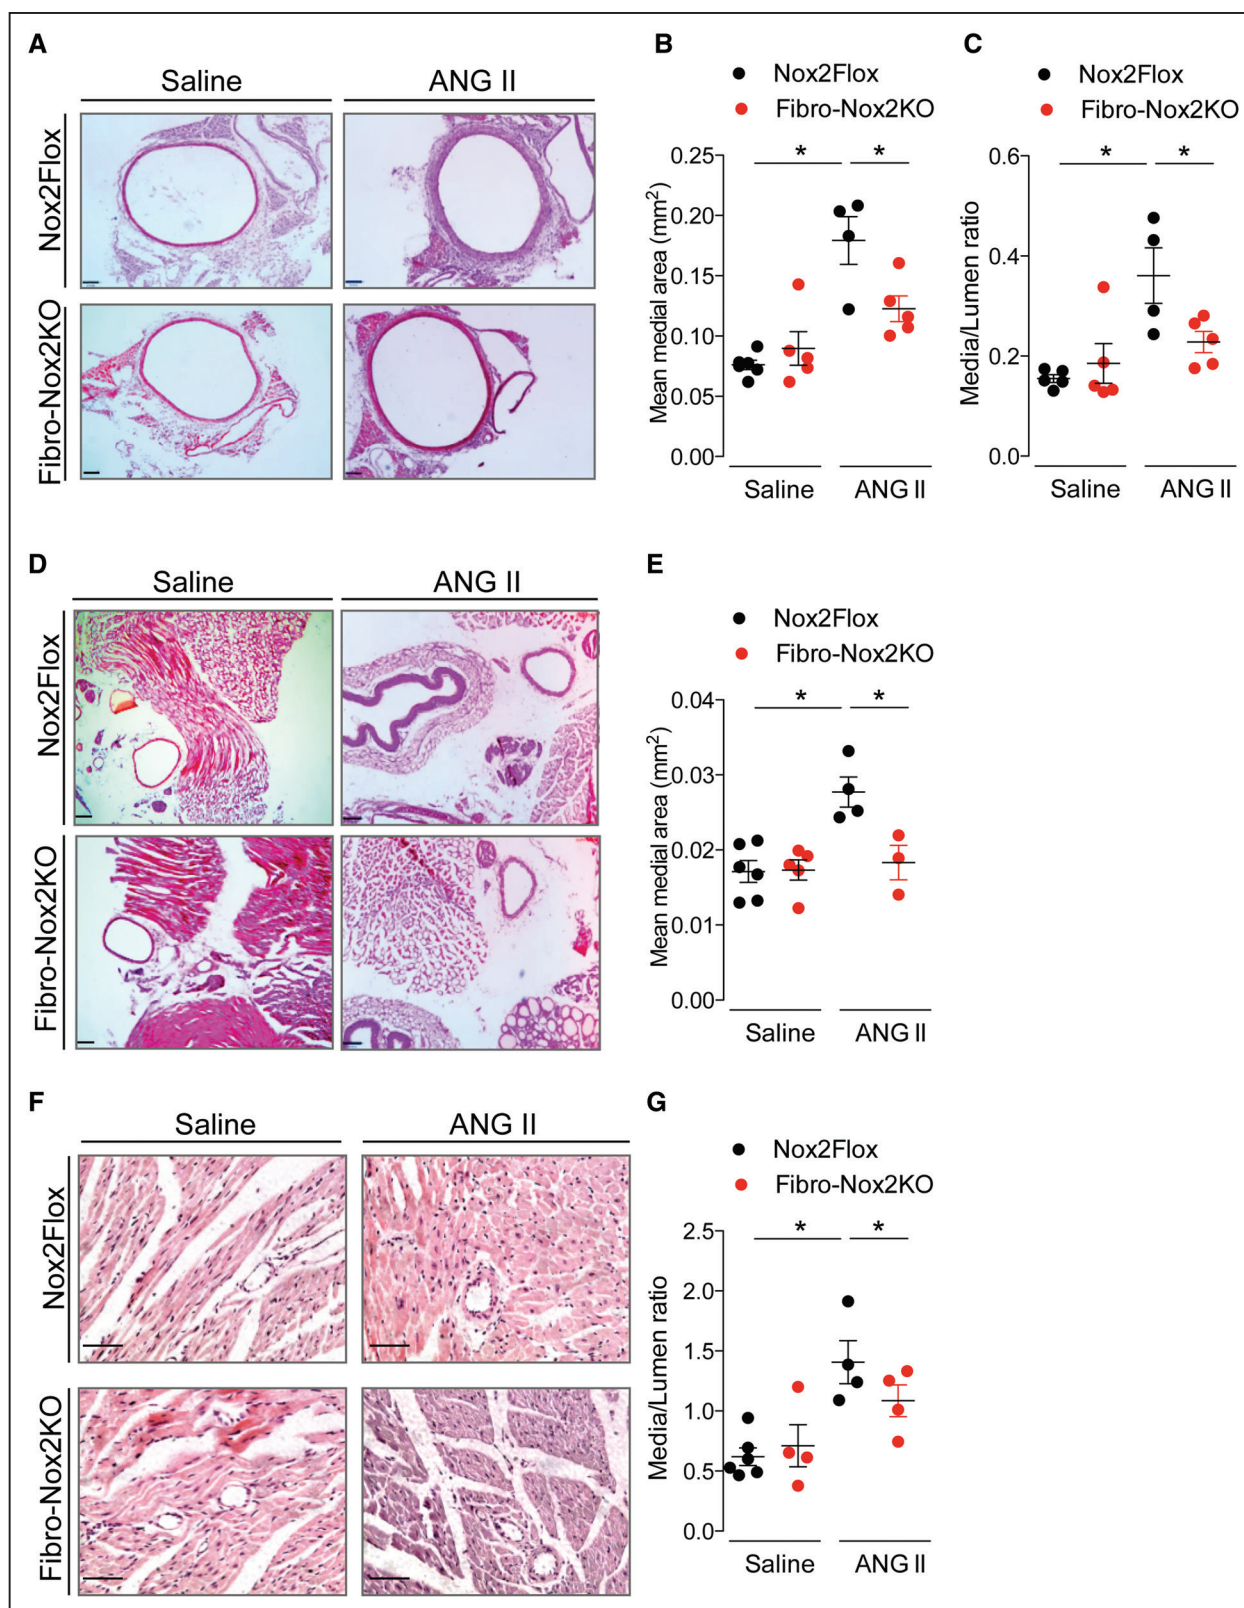 A
Saline
ANG II
Nox2Flox
Fibro-Nox2KO
B
Nox2Flox
Fibro-Nox2KO
Mean medial area (mm²)
0.25
0.20
0.15
0.10
0.05
0.00
*
*
Saline
ANG II
C
Nox2Flox
Fibro-Nox2KO
Media/Lumen ratio
0.6
0.4
0.2
0.0
*
*
Saline
ANG II
D
Saline
ANG II
Nox2Flox
Fibro-Nox2KO
E
Nox2Flox
Fibro-Nox2KO
Mean medial area (mm²)
0.04
0.03
0.02
0.01
0.00
*
*
Saline
ANG II
F
Saline
ANG II
Nox2Flox
Fibro-Nox2KO
G
Nox2Flox
Fibro-Nox2KO
Media/Lumen ratio
2.5
2.0
1.5
1.0
0.5
0.0
*
*
Saline
ANG II